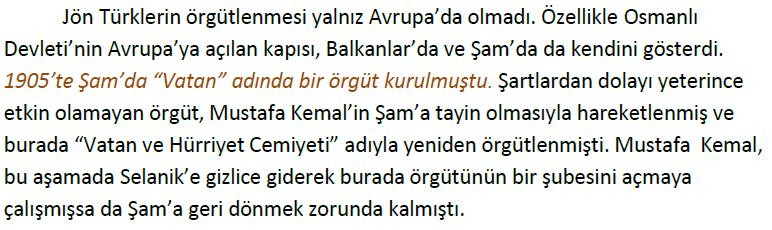 Jön Türklerin örgütlenmesi yalnız Avrupa’da olmadı. Özellikle Osmanlı
Devleti’nin Avrupa’ya açılan kapısı, Balkanlar’da ve Şam’da da kendini gösterdi.
1905’te Şam’da “Vatan” adında bir örgüt kurulmuştu. Şartlardan dolayı yeterince
etkin olamayan örgüt, Mustafa Kemal’in Şam’a tayin olmasıyla hareketlenmiş ve
burada “Vatan ve Hürriyet Cemiyeti” adıyla yeniden örgütlenmişti. Mustafa Kemal,
bu aşamada Selanik’e gizlice giderek burada örgütünün bir şubesini açmaya
çalışmışsa da Şam’a geri dönmek zorunda kalmıştı.